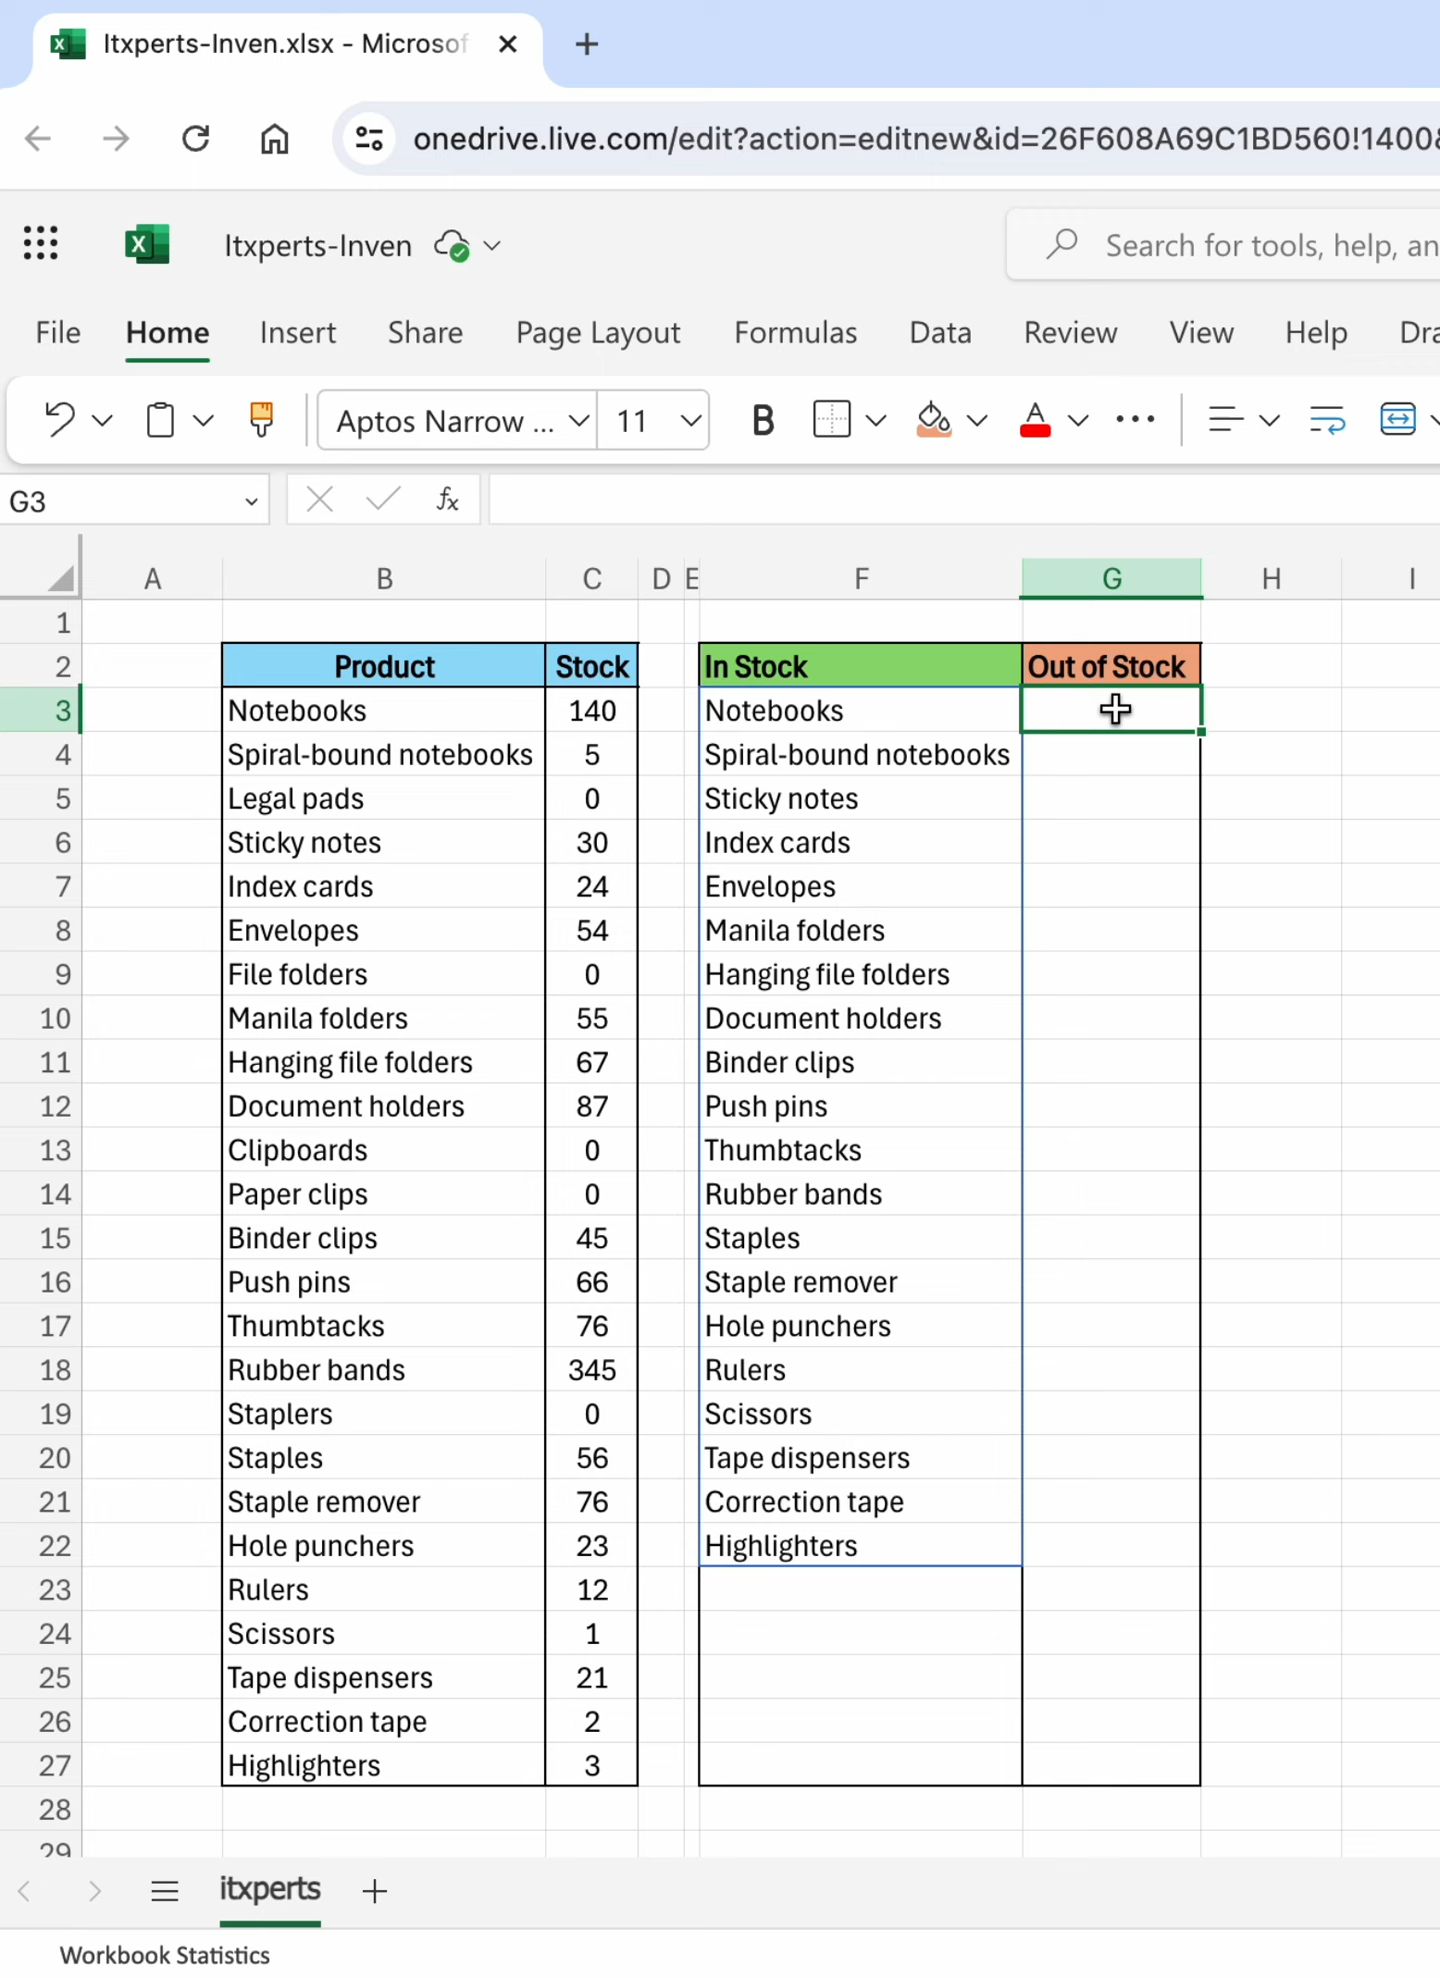 Itxperts-Inven.xlsx - Microsof
onedrive.live.com/edit?action=editnew&id=26F608A69C1BD560!1400&
Itxperts-Inven
Search for tools, help, an
File Home Insert Share Page Layout Formulas Data Review View Help Dra
Aptos Narrow ... 11 B A
G3 fx
A B C D E F G H I
1
2 Product Stock In Stock Out of Stock
3 Notebooks 140 Notebooks
4 Spiral-bound notebooks 5 Spiral-bound notebooks
5 Legal pads 0 Sticky notes
6 Sticky notes 30 Index cards
7 Index cards 24 Envelopes
8 Envelopes 54 Manila folders
9 File folders 0 Hanging file folders
10 Manila folders 55 Document holders
11 Hanging file folders 67 Binder clips
12 Document holders 87 Push pins
13 Clipboards 0 Thumbtacks
14 Paper clips 0 Rubber bands
15 Binder clips 45 Staples
16 Push pins 66 Staple remover
17 Thumbtacks 76 Hole punchers
18 Rubber bands 345 Rulers
19 Staplers 0 Scissors
20 Staples 56 Tape dispensers
21 Staple remover 76 Correction tape
22 Hole punchers 23 Highlighters
23 Rulers 12
24 Scissors 1
25 Tape dispensers 21
26 Correction tape 2
27 Highlighters 3
28
29
itxperts
Workbook Statistics